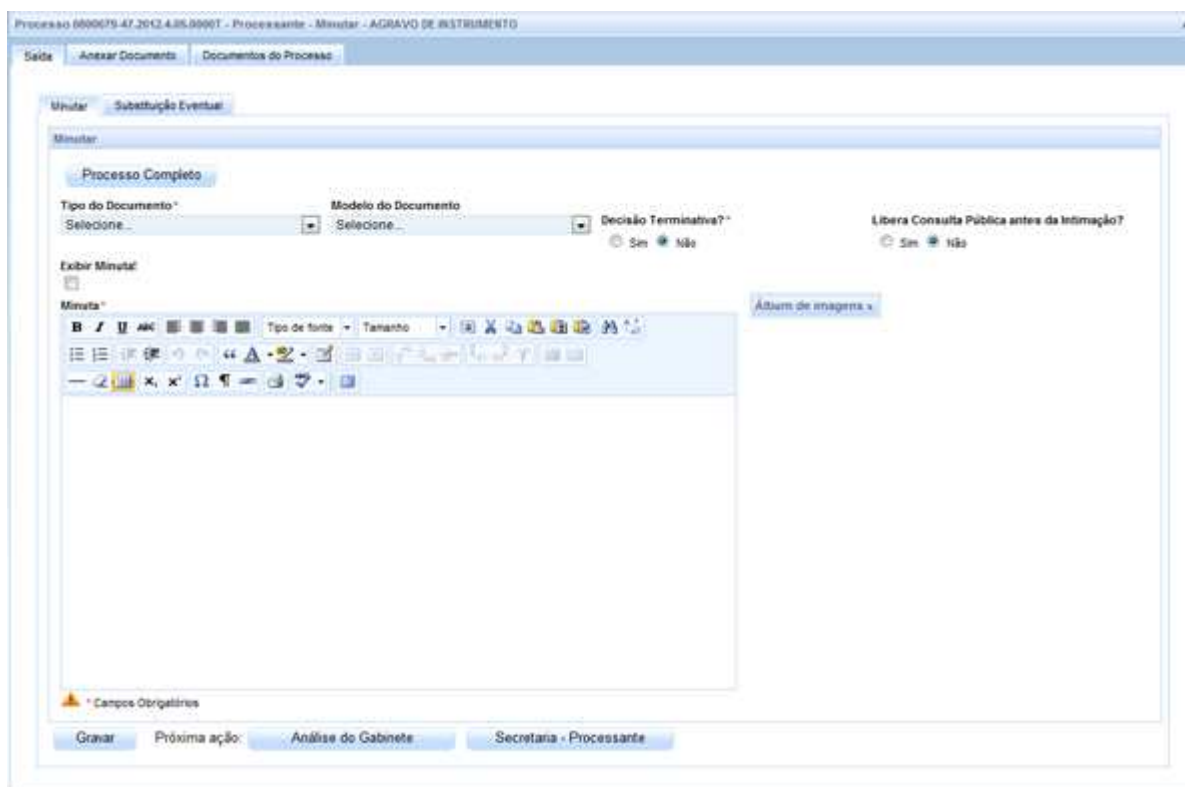 Processo 0800079-47.2012.4.05.0000T - Processante - Minutar - AGRAVO DE INSTRUMENTO
Saída Anexar Documento Documentos do Processo
Minutar Substituição Eventual
Minutar
Processo Completo
Tipo do Documento* Modelo do Documento
Selecione... Selecione...
Decisão Terminativa?* Libera Consulta Pública antes da Intimação?
Sim Não Sim Não
Exibir Minuta!
Minuta* Álbum de imagens »
B I U ABC Tipo de fonte Tamanho
* Campos Obrigatórios
Gravar Próxima ação: Análise do Gabinete Secretaria - Processante